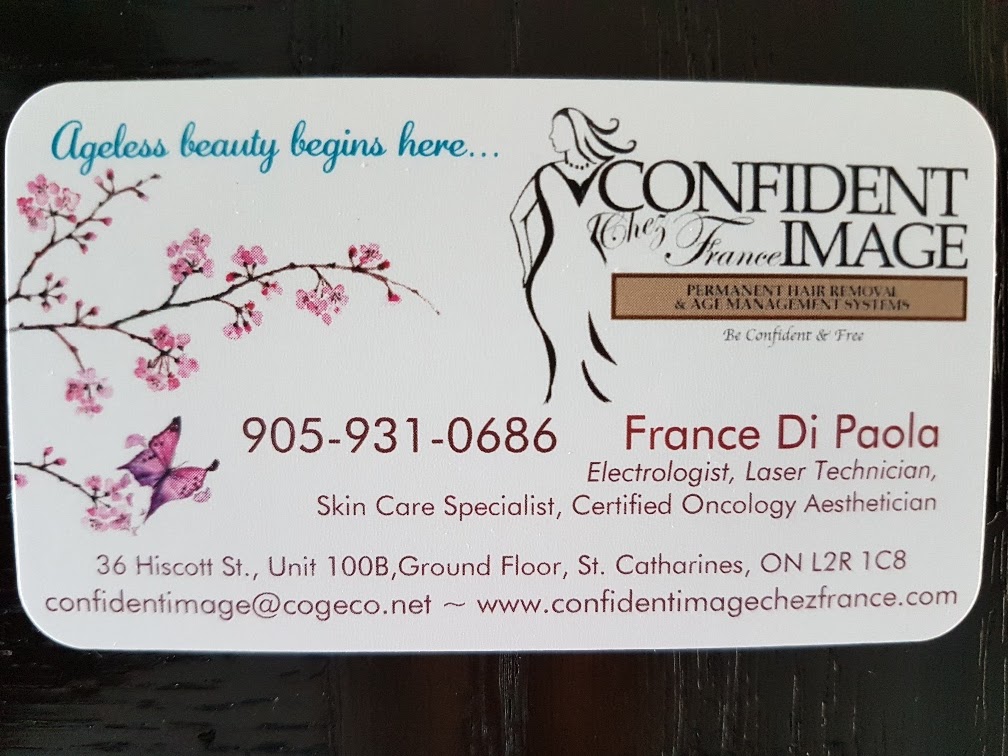 Ageless beauty begins here...
CONFIDENT
Chez France IMAGE
PERMANENT HAIR REMOVAL
& AGE MANAGEMENT SYSTEMS
Be Confident & Free
905-931-0686
France Di Paola
Electrologist, Laser Technician,
Skin Care Specialist, Certified Oncology Aesthetician
36 Hiscott St., Unit 100B,Ground Floor, St. Catharines, ON L2R 1C8
confidentimage@cogeco.net ~ www.confidentimagechezfrance.com